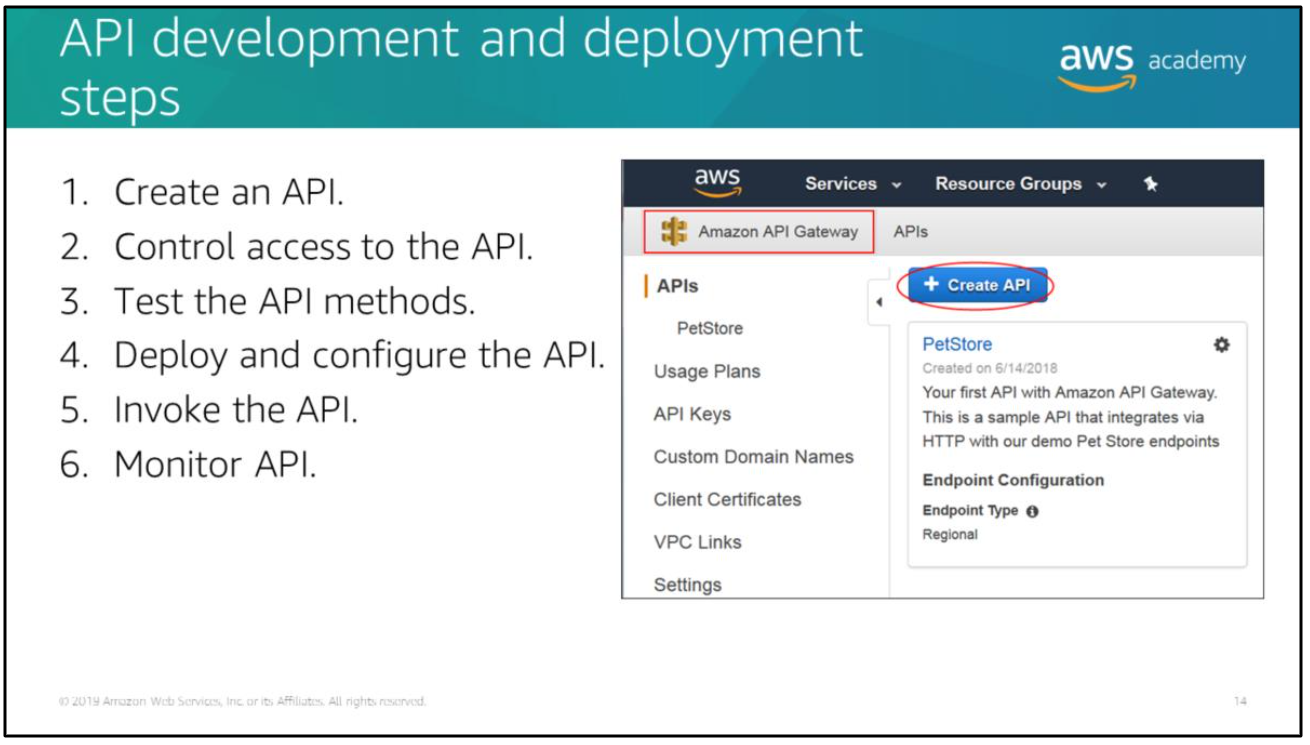 API development and deployment
steps
aws academy
1. Create an API.
2. Control access to the API.
3. Test the API methods.
4. Deploy and configure the API.
5. Invoke the API.
6. Monitor API.
aws Services Resource Groups
Amazon API Gateway APIs
APIs
PetStore
Usage Plans
API Keys
Custom Domain Names
Client Certificates
VPC Links
Settings
+ Create API
PetStore
Created on 6/14/2018
Your first API with Amazon API Gateway.
This is a sample API that integrates via
HTTP with our demo Pet Store endpoints
Endpoint Configuration
Endpoint Type
Regional
© 2019 Amazon Web Services, Inc. or its Affiliates. All rights reserved.
14